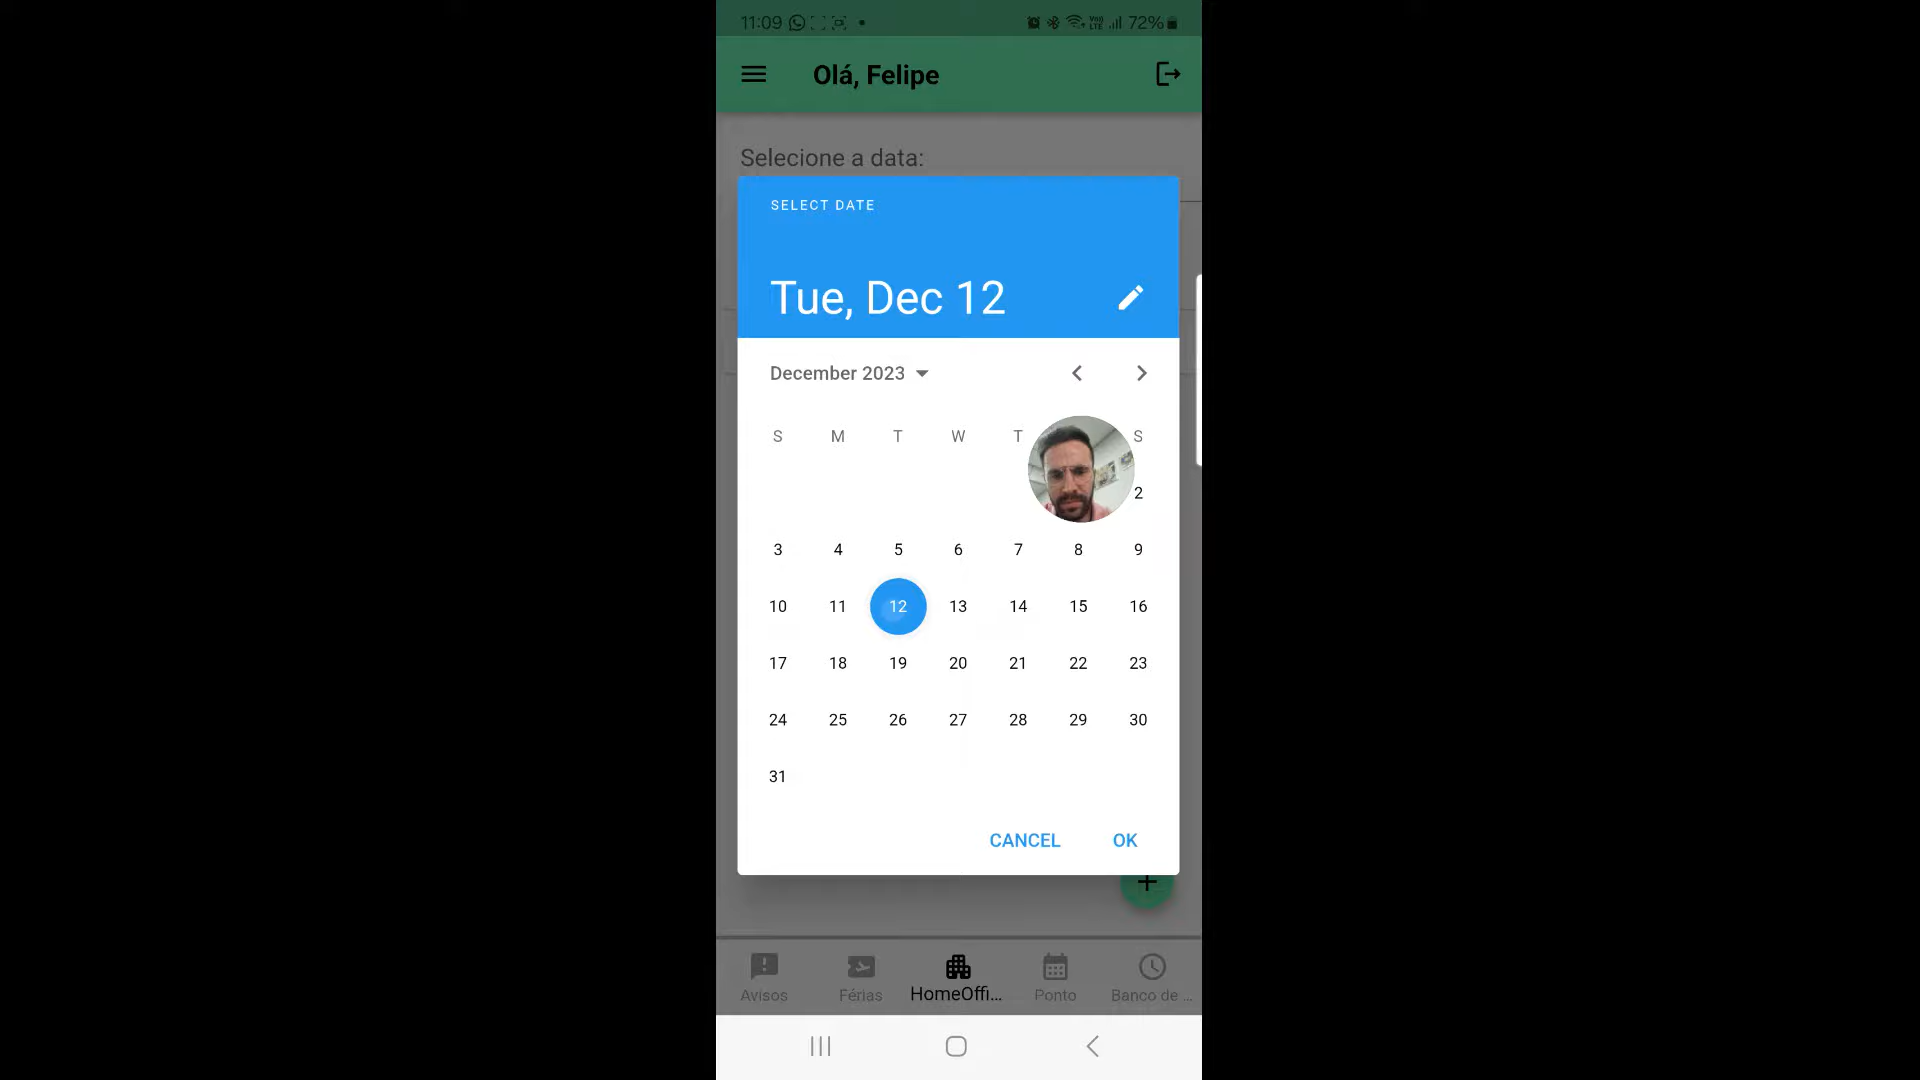 11:09 72%
Olá, Felipe
Selecione a data:
SELECT DATE
Tue, Dec 12
December 2023
S M T W T S
2
3 4 5 6 7 8 9
10 11 12 13 14 15 16
17 18 19 20 21 22 23
24 25 26 27 28 29 30
31
CANCEL OK
+
Avisos Férias HomeOffi... Ponto Banco de ...